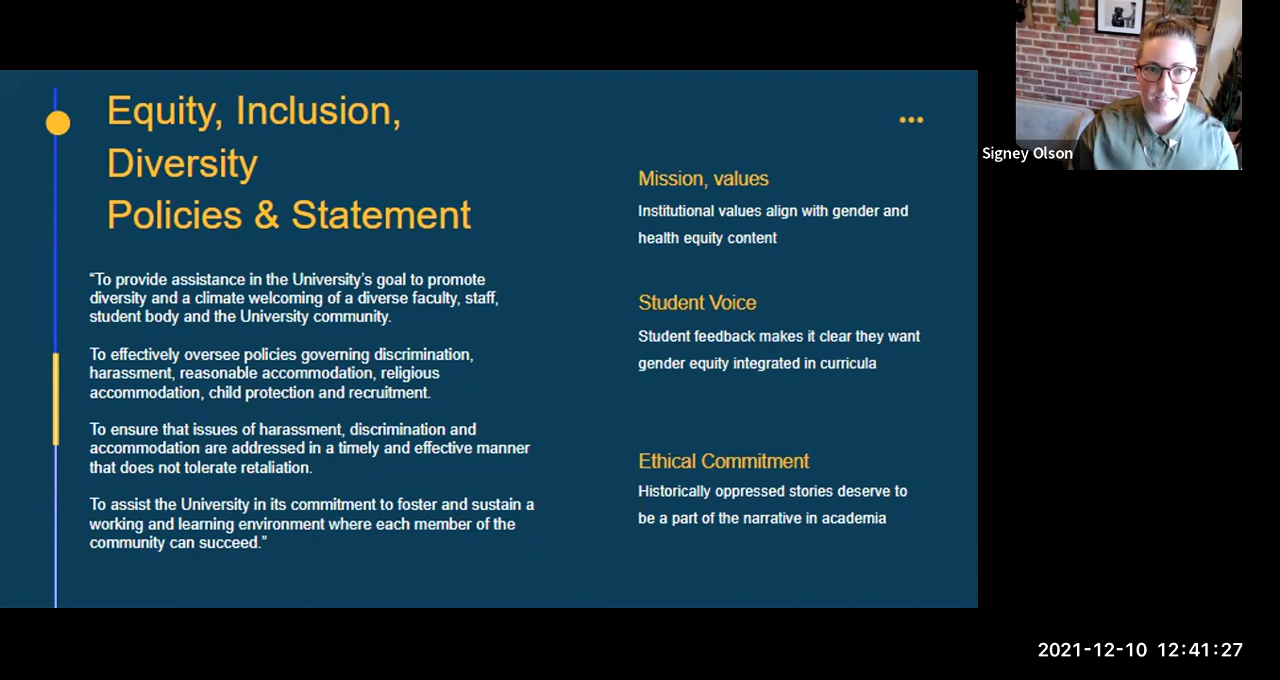 Equity, Inclusion,
Diversity
Policies & Statement
“To provide assistance in the University’s goal to promote
diversity and a climate welcoming of a diverse faculty, staff,
student body and the University community.
To effectively oversee policies governing discrimination,
harassment, reasonable accommodation, religious
accommodation, child protection and recruitment.
To ensure that issues of harassment, discrimination and
accommodation are addressed in a timely and effective manner
that does not tolerate retaliation.
To assist the University in its commitment to foster and sustain a
working and learning environment where each member of the
community can succeed.”
Mission, values
Institutional values align with gender and
health equity content
Student Voice
Student feedback makes it clear they want
gender equity integrated in curricula
Ethical Commitment
Historically oppressed stories deserve to
be a part of the narrative in academia
Signey Olson
2021-12-10 12:41:27